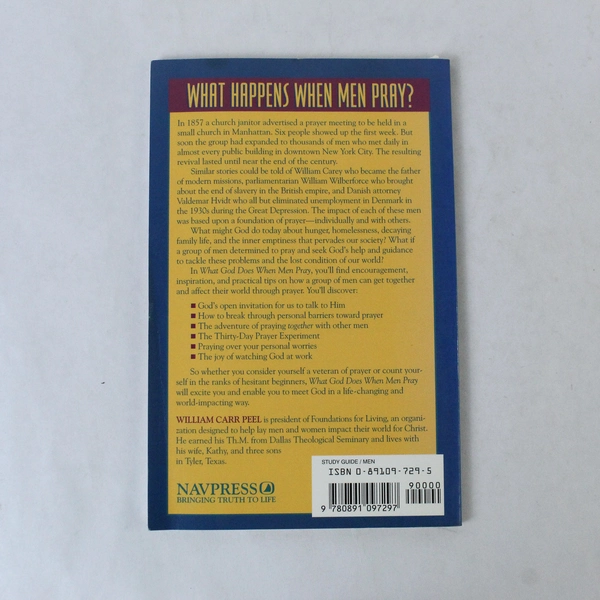 WHAT HAPPENS WHEN MEN PRAY?
In 1857 a church janitor advertised a prayer meeting to be held in a
small church in Manhattan. Six people showed up the first week. But
soon the group had expanded to thousands of men who met daily in
almost every public building in downtown New York City. The resulting
revival lasted until near the end of the century.
Similar stories could be told of William Carey who became the father
of modern missions, parliamentarian William Wilberforce who brought
about the end of slavery in the British empire, and Danish attorney
Valdemar Hvidt who all but eliminated unemployment in Denmark in
the 1930s during the Great Depression. The impact of each of these men
was based upon a foundation of prayer—individually and with others.
What might God do today about hunger, homelessness, decaying
family life, and the inner emptiness that pervades our society? What if
a group of men determined to pray and seek God's help and guidance
to tackle these problems and the lost condition of our world?
In What God Does When Men Pray, you'll find encouragement,
inspiration, and practical tips on how a group of men can get together
and affect their world through prayer. You'll discover:
■ God's open invitation for us to talk to Him
■ How to break through personal barriers toward prayer
■ The adventure of praying together with other men
■ The Thirty-Day Prayer Experiment
■ Praying over your personal worries
■ The joy of watching God at work
So whether you consider yourself a veteran of prayer or count your-
self in the ranks of hesitant beginners, What God Does When Men Pray
will excite you and enable you to meet God in a life-changing and
world-impacting way.
WILLIAM CARR PEEL is president of Foundations for Living, an organi-
zation designed to help lay men and women impact their world for Christ.
He earned his Th.M. from Dallas Theological Seminary and lives with
his wife, Kathy, and three sons
in Tyler, Texas.
STUDY GUIDE / MEN
ISBN 0-89109-729-5
90000
9 780891 097297
NAVPRESS
BRINGING TRUTH TO LIFE